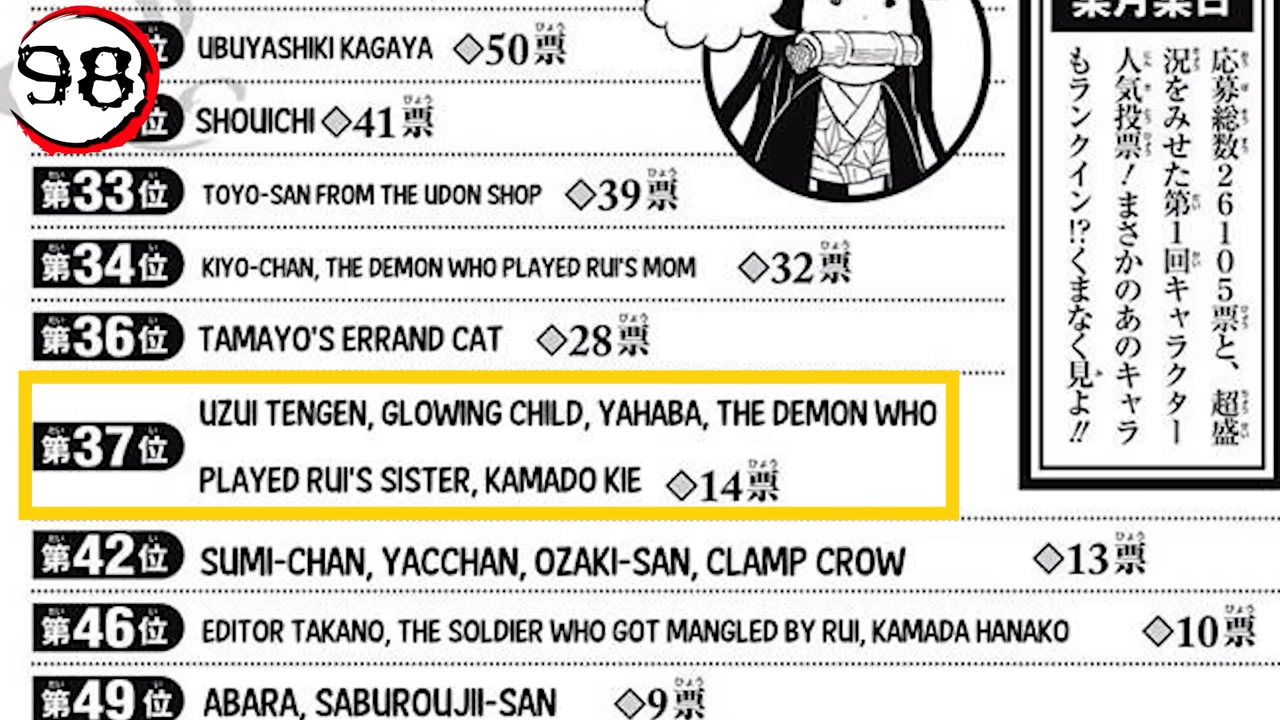 98
位 UBUYASHIKI KAGAYA ◇50票
位 SHOUICHI ◇41票
第33位 TOYO-SAN FROM THE UDON SHOP ◇39票
第34位 KIYO-CHAN, THE DEMON WHO PLAYED RUI'S MOM ◇32票
第36位 TAMAYO'S ERRAND CAT ◇28票
第37位 UZUI TENGEN, GLOWING CHILD, YAHABA, THE DEMON WHO
PLAYED RUI'S SISTER, KAMADO KIE ◇14票
第42位 SUMI-CHAN, YACCHAN, OZAKI-SAN, CLAMP CROW ◇13票
第46位 EDITOR TAKANO, THE SOLDIER WHO GOT MANGLED BY RUI, KAMADA HANAKO ◇10票
第49位 ABARA, SABUROUJII-SAN ◇9票
応募総数26105票と、超盛
況をみせた第1回キャラクター
人気投票!まさかのあのキャラ
もランクイン!?くまなく見よ!!